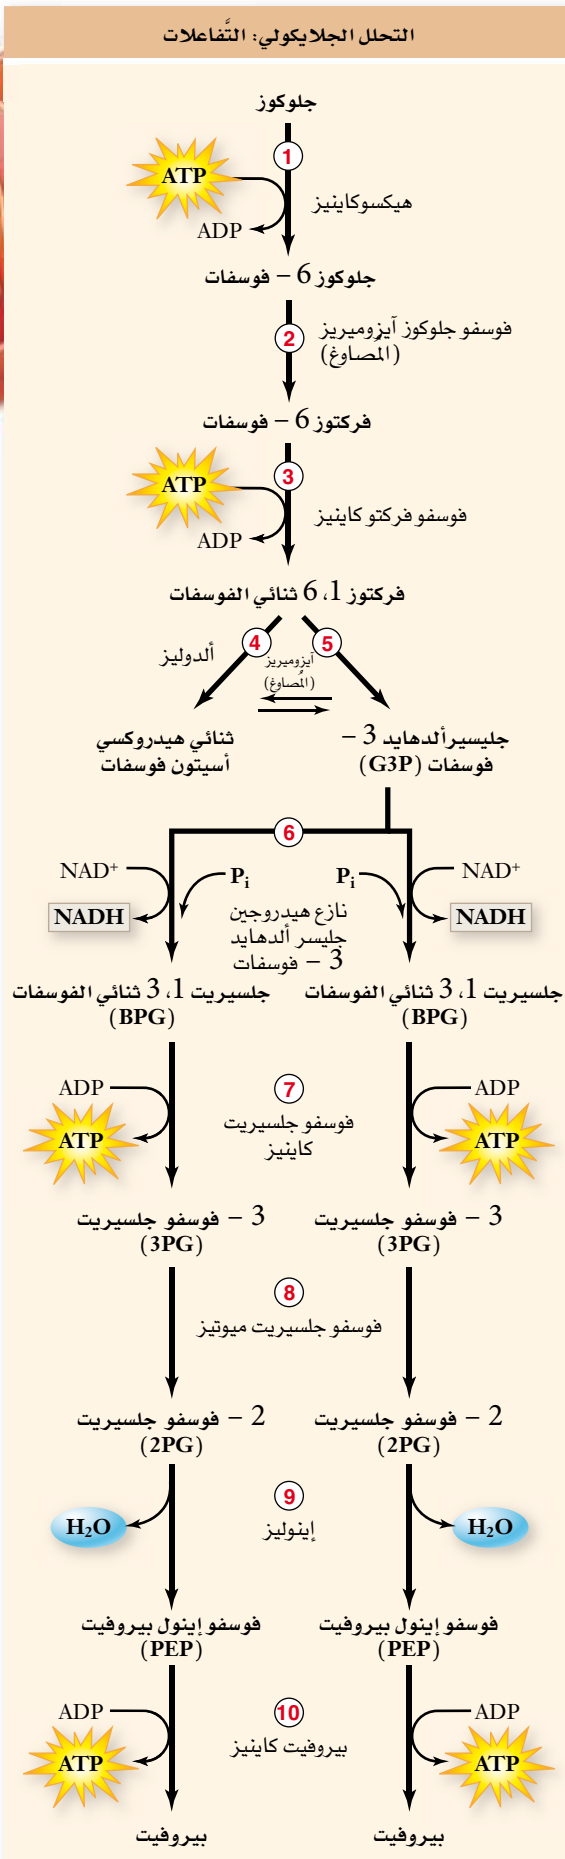 التحلل الجلايكولي: التَّفاعلات
جلوكوز
1
ATP
هيكسوكاينيز
ADP
جلوكوز 6 – فوسفات
2
فوسفو جلوكوز آيزوميريز
(المُصاوغ)
فركتوز 6 – فوسفات
3
ATP
فوسفو فركتو كاينيز
ADP
فركتوز 1، 6 ثنائي الفوسفات
5
4
ألدوليز
آيزوميريز
(المُصاوغ)
جليسيرألدهايد 3 –
فوسفات (G3P)
ثنائي هيدروكسي
أسيتون فوسفات
6
NAD⁺
Pᵢ
Pᵢ
NAD⁺
NADH
NADH
نازع هيدروجين
جليسر ألدهايد
3 – فوسفات
جلسيريت 1، 3 ثنائي الفوسفات
(BPG)
جلسيريت 1، 3 ثنائي الفوسفات
(BPG)
ADP
7
ADP
ATP
فوسفو جلسيريت
كاينيز
ATP
3 – فوسفو جلسيريت
(3PG)
3 – فوسفو جلسيريت
(3PG)
8
فوسفو جلسيريت ميوتيز
2 – فوسفو جلسيريت
(2PG)
2 – فوسفو جلسيريت
(2PG)
9
H₂O
إينوليز
H₂O
فوسفو إينول بيروفيت
(PEP)
فوسفو إينول بيروفيت
(PEP)
ADP
10
ADP
ATP
بيروفيت كاينيز
ATP
بيروفيت
بيروفيت